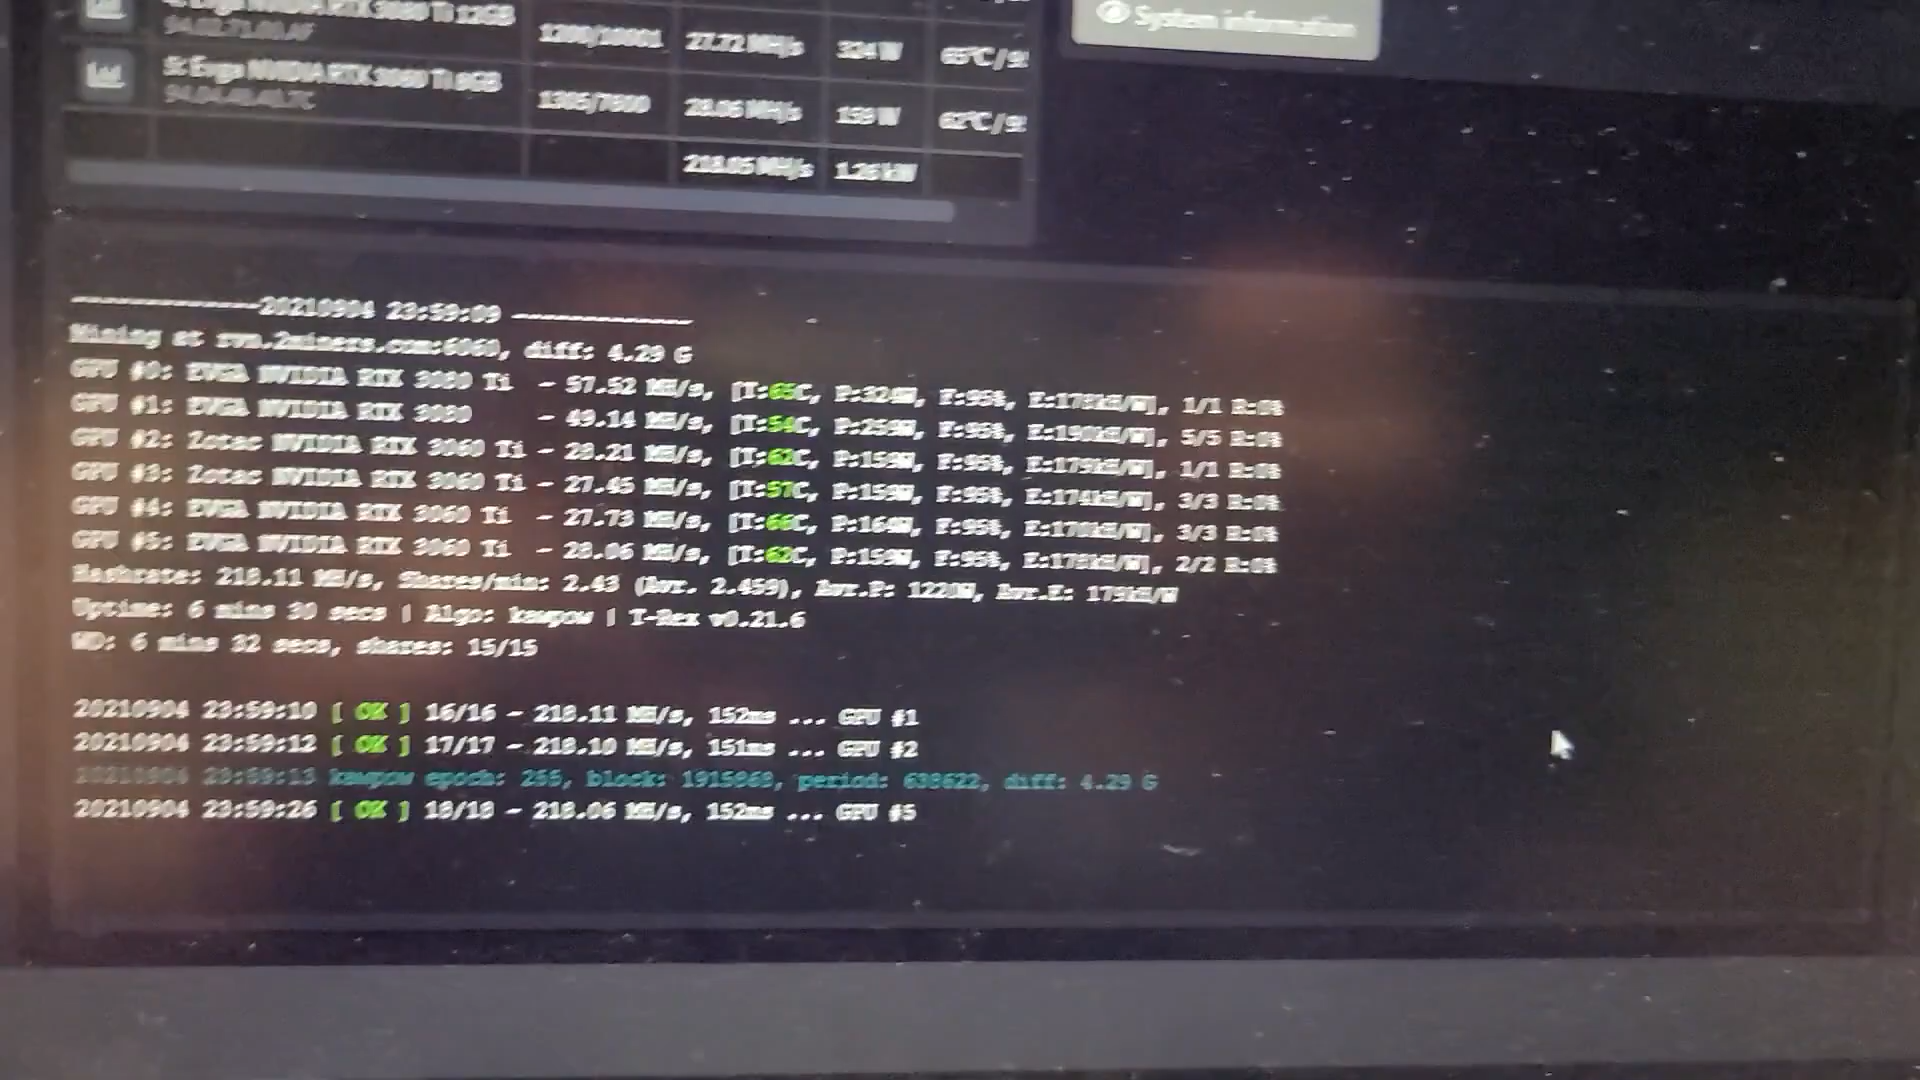 Evga NVIDIA RTX 3080 Ti 12GB
27.72 MH/s 324 W 65°C /
System information
5: Evga NVIDIA RTX 3060 Ti 8GB
1305/7800 28.06 MH/s 159 W 62°C /
218.05 MH/s 1.26 kW
---------------20210904 23:59:09 ---------------
Mining at rvn.2miners.com:6060, diff: 4.29 G
GPU #0: EVGA NVIDIA RTX 3080 Ti - 57.52 MH/s, [T:65C, P:324W, F:95%, E:178kH/W], 1/1 R:0%
GPU #1: EVGA NVIDIA RTX 3080 - 49.14 MH/s, [T:54C, P:259W, F:95%, E:190kH/W], 5/5 R:0%
GPU #2: Zotac NVIDIA RTX 3060 Ti - 28.21 MH/s, [T:62C, P:159W, F:95%, E:179kH/W], 1/1 R:0%
GPU #3: Zotac NVIDIA RTX 3060 Ti - 27.45 MH/s, [T:57C, P:159W, F:95%, E:174kH/W], 3/3 R:0%
GPU #4: EVGA NVIDIA RTX 3060 Ti - 27.73 MH/s, [T:66C, P:164W, F:95%, E:170kH/W], 3/3 R:0%
GPU #5: EVGA NVIDIA RTX 3060 Ti - 28.06 MH/s, [T:62C, P:159W, F:95%, E:178kH/W], 2/2 R:0%
Hashrate: 218.11 MH/s, Shares/min: 2.43 (Avr. 2.459), Avr.P: 1220W, Avr.E: 179kH/W
Uptime: 6 mins 30 secs | Algo: kawpow | T-Rex v0.21.6
WD: 6 mins 32 secs, shares: 15/15
20210904 23:59:10 [ OK ] 16/16 - 218.11 MH/s, 152ms ... GPU #1
20210904 23:59:12 [ OK ] 17/17 - 218.10 MH/s, 151ms ... GPU #2
20210904 23:59:13 kawpow epoch: 255, block: 1915868, period: 638622, diff: 4.29 G
20210904 23:59:26 [ OK ] 18/18 - 218.06 MH/s, 152ms ... GPU #5